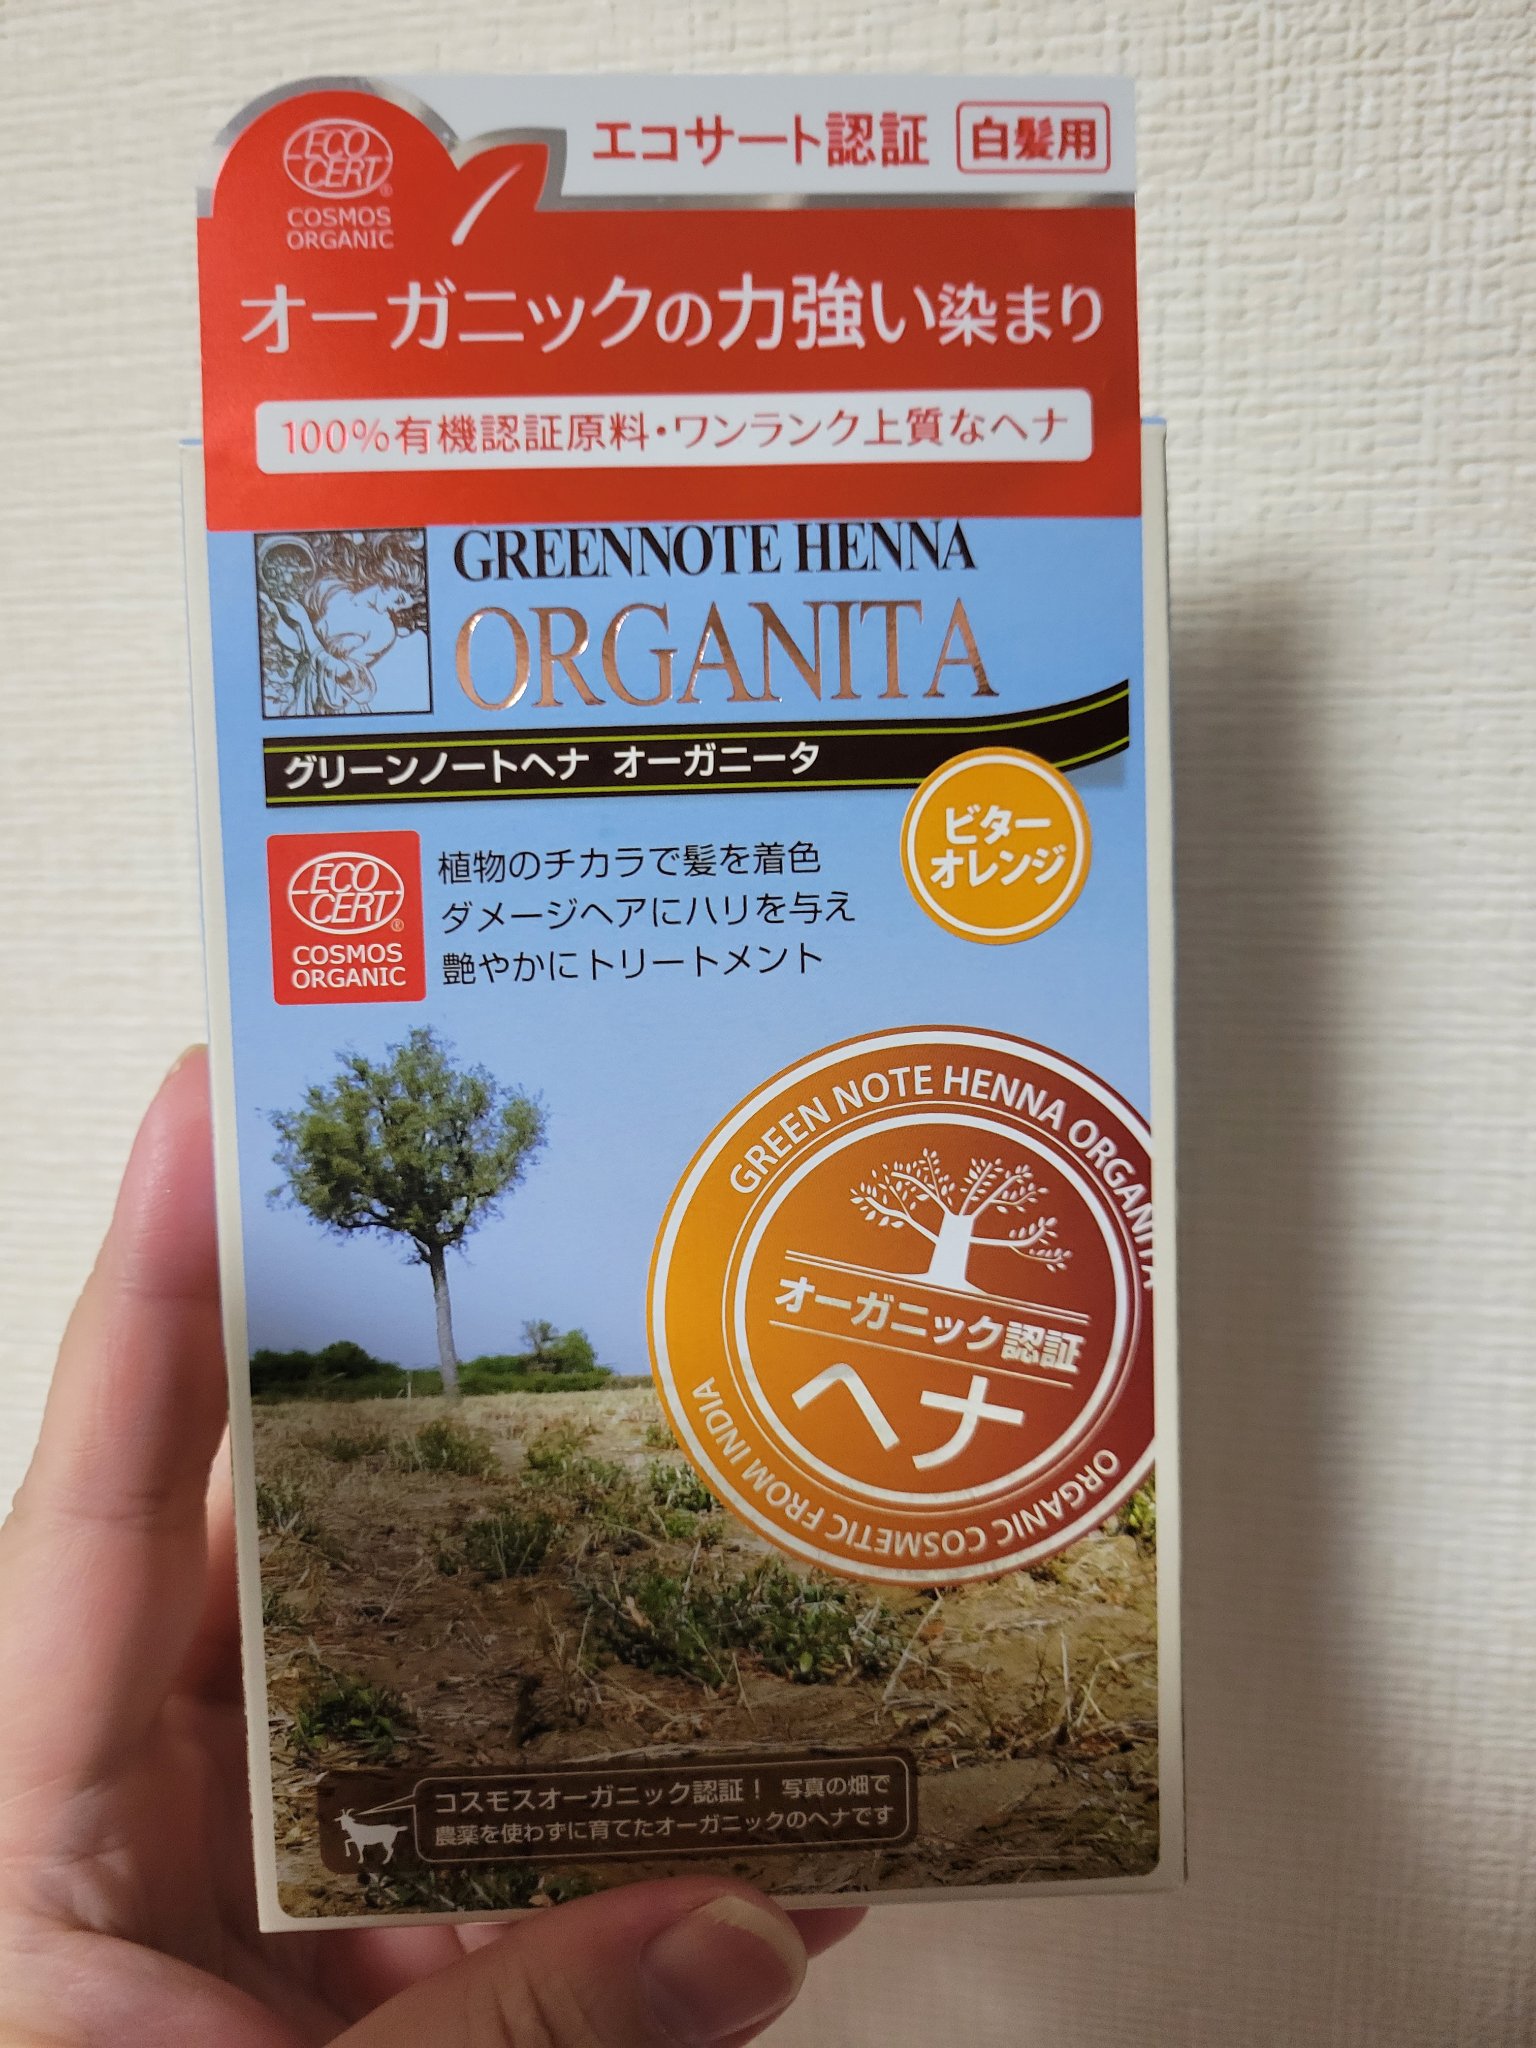 ECO
CERT®
COSMOS
ORGANIC
エコサート認証 白髪用
オーガニックの力強い染まり
100%有機認証原料・ワンランク上質なヘナ
GREENNOTE HENNA
ORGANITA
グリーンノートヘナ オーガニータ
ビター
オレンジ
ECO
CERT®
COSMOS
ORGANIC
植物のチカラで髪を着色
ダメージヘアにハリを与え
艶やかにトリートメント
GREEN NOTE HENNA ORGANITA
オーガニック認証
ヘナ
ORGANIC COSMETIC FROM INDIA
コスモスオーガニック認証! 写真の畑で
農薬を使わずに育てたオーガニックのヘナです